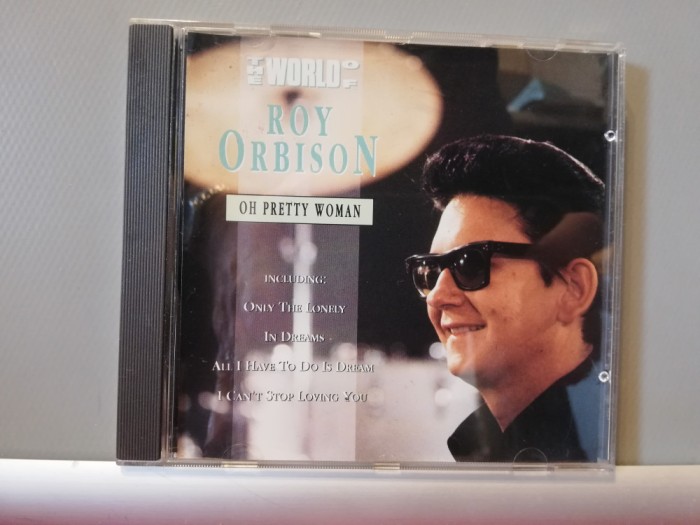 THE WORLD OF
ROY
ORBISON
OH PRETTY WOMAN
INCLUDING:
ONLY THE LONELY
IN DREAMS
ALL I HAVE TO DO IS DREAM
I CAN'T STOP LOVING YOU